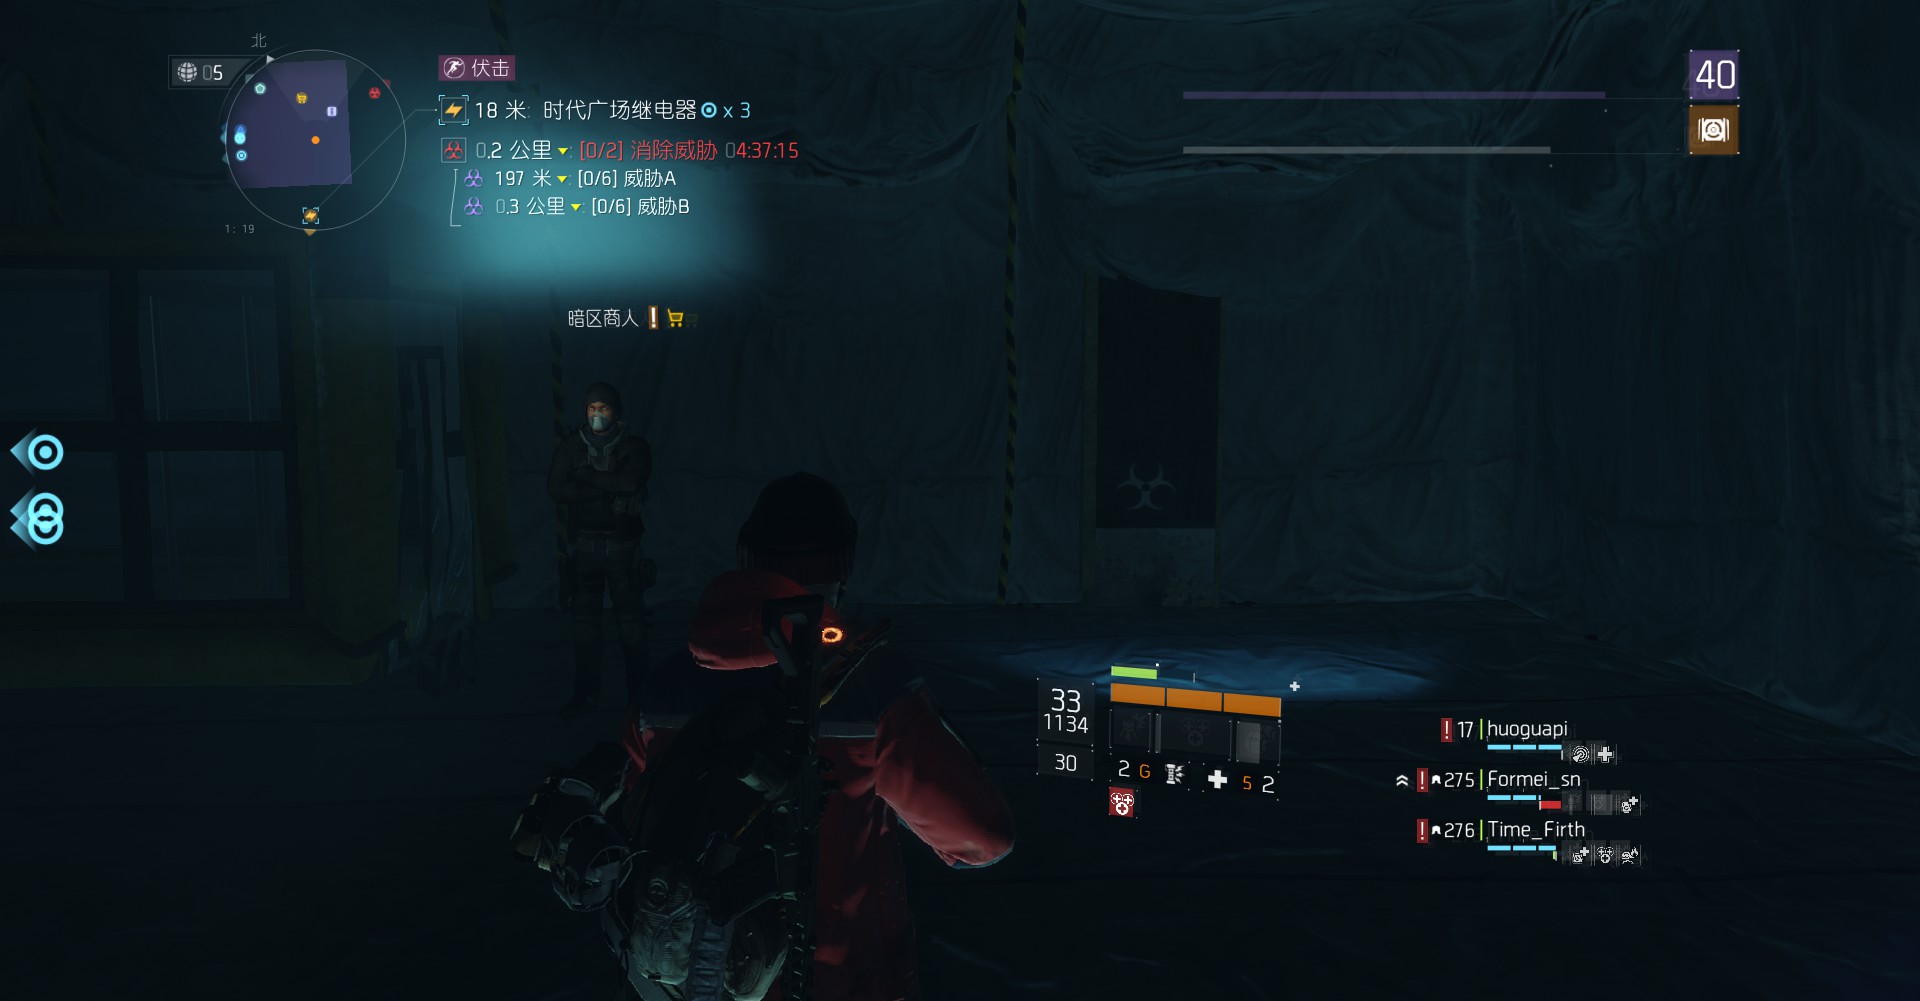 北
05
伏击
40
18 米: 时代广场继电器 x 3
0.2 公里: [0/2] 消除威胁 04:37:15
197 米: [0/6] 威胁A
0.3 公里: [0/6] 威胁B
1: 19
暗区商人 !
33
1134
30
2 G 5 2
! 17 huoguapi
! 275 Formei_sn
! 276 Time_Firth